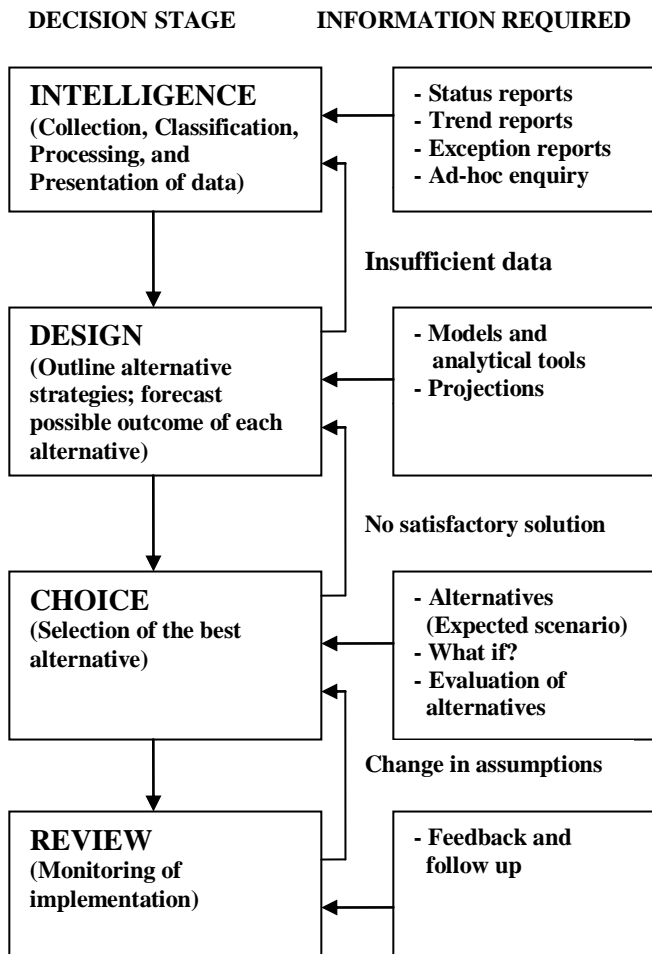 DECISION STAGE
INFORMATION REQUIRED
INTELLIGENCE
(Collection, Classification,
Processing, and
Presentation of data)
- Status reports
- Trend reports
- Exception reports
- Ad-hoc enquiry
Insufficient data
DESIGN
(Outline alternative
strategies; forecast
possible outcome of each
alternative)
- Models and
analytical tools
- Projections
No satisfactory solution
CHOICE
(Selection of the best
alternative)
- Alternatives
(Expected scenario)
- What if?
- Evaluation of
alternatives
Change in assumptions
REVIEW
(Monitoring of
implementation)
- Feedback and
follow up